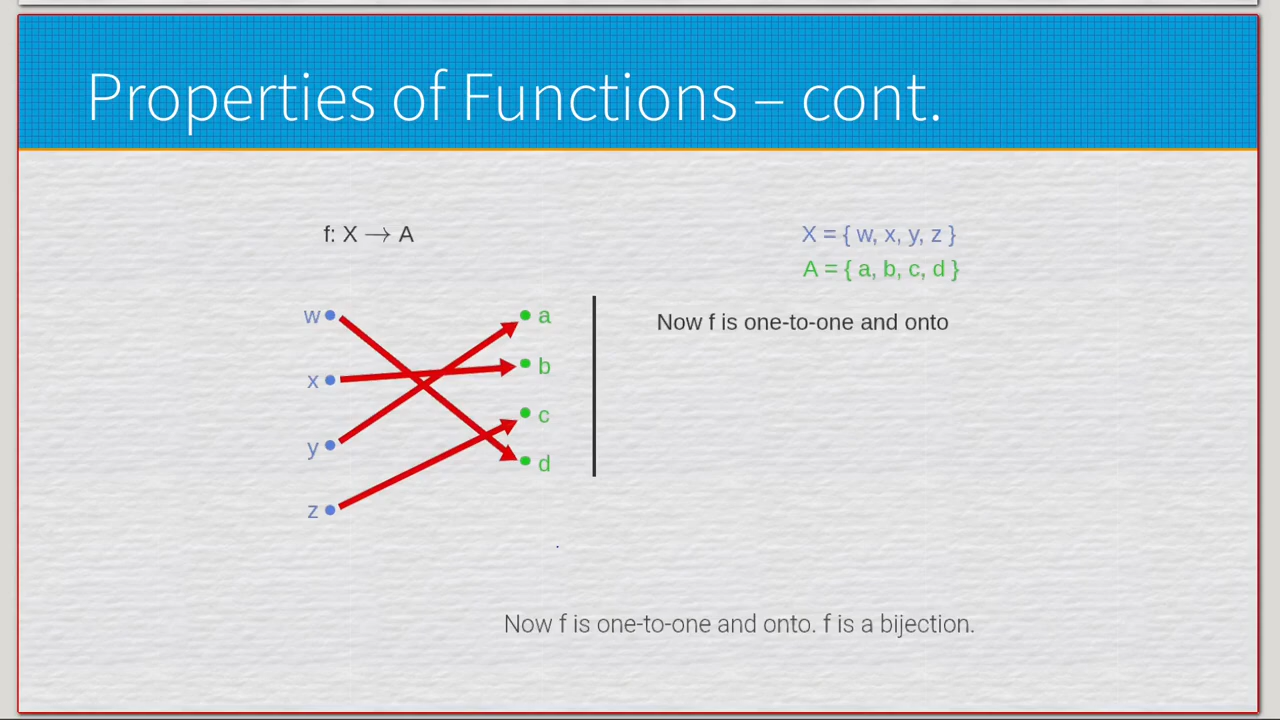 Properties of Functions – cont.
f: X → A
X = { w, x, y, z }
A = { a, b, c, d }
w
a
Now f is one-to-one and onto
x
b
y
c
z
d
Now f is one-to-one and onto. f is a bijection.